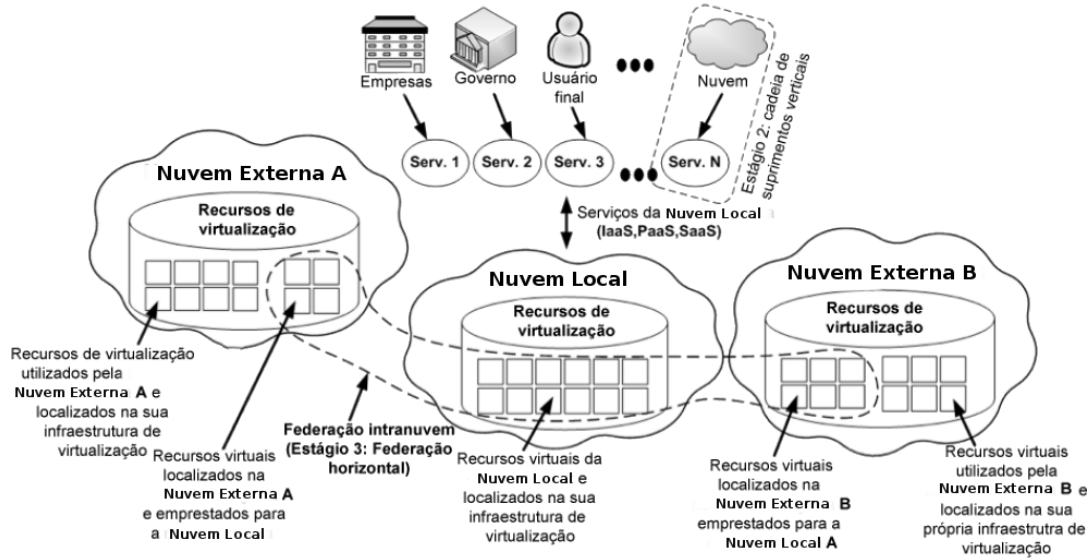 Empresas
Governo
Usuário
final
Nuvem
Estágio 2: cadeia de
suprimentos verticais
Serv. 1
Serv. 2
Serv. 3
Serv. N
Serviços da Nuvem Local
(IaaS,PaaS,SaaS)
Nuvem Externa A
Recursos de
virtualização
Nuvem Local
Recursos de
virtualização
Nuvem Externa B
Recursos de
virtualização
Recursos de virtualização
utilizados pela
Nuvem Externa A e
localizados na sua
infraestrutura de
virtualização
Recursos virtuais
localizados na
Nuvem Externa A
e emprestados para
a Nuvem Local
Federação intranuvem
(Estágio 3: Federação
horizontal)
Recursos virtuais da
Nuvem Local e
localizados na sua
infraestrutura de
virtualização
Recursos virtuais
localizados na
Nuvem Externa B
emprestados para a
Nuvem Local A
Recursos virtuais
utilizados pela
Nuvem Externa B e
localizados na sua
própria infraestrutra de
virtualização